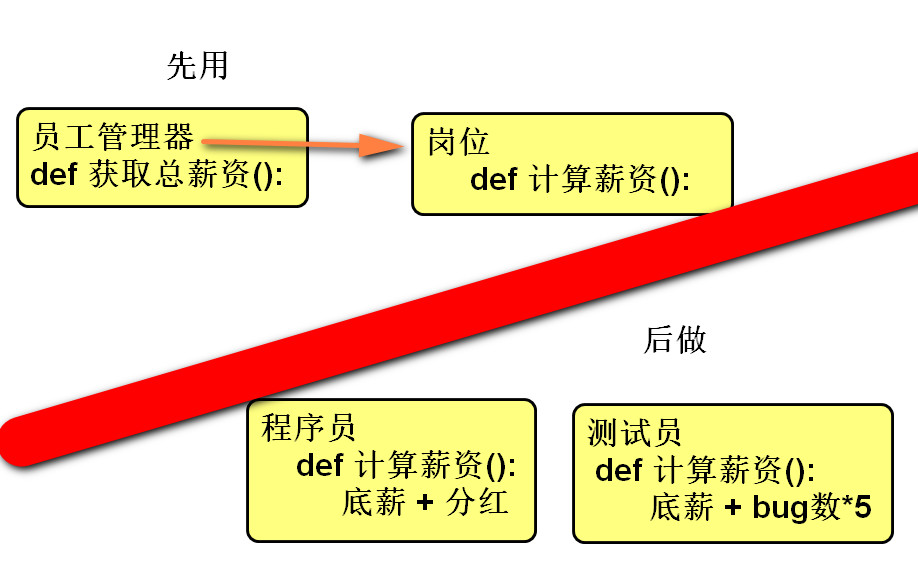 先用
员工管理器
def 获取总薪资():
岗位
def 计算薪资():
后做
程序员
def 计算薪资():
底薪 + 分红
测试员
def 计算薪资():
底薪 + bug数*5